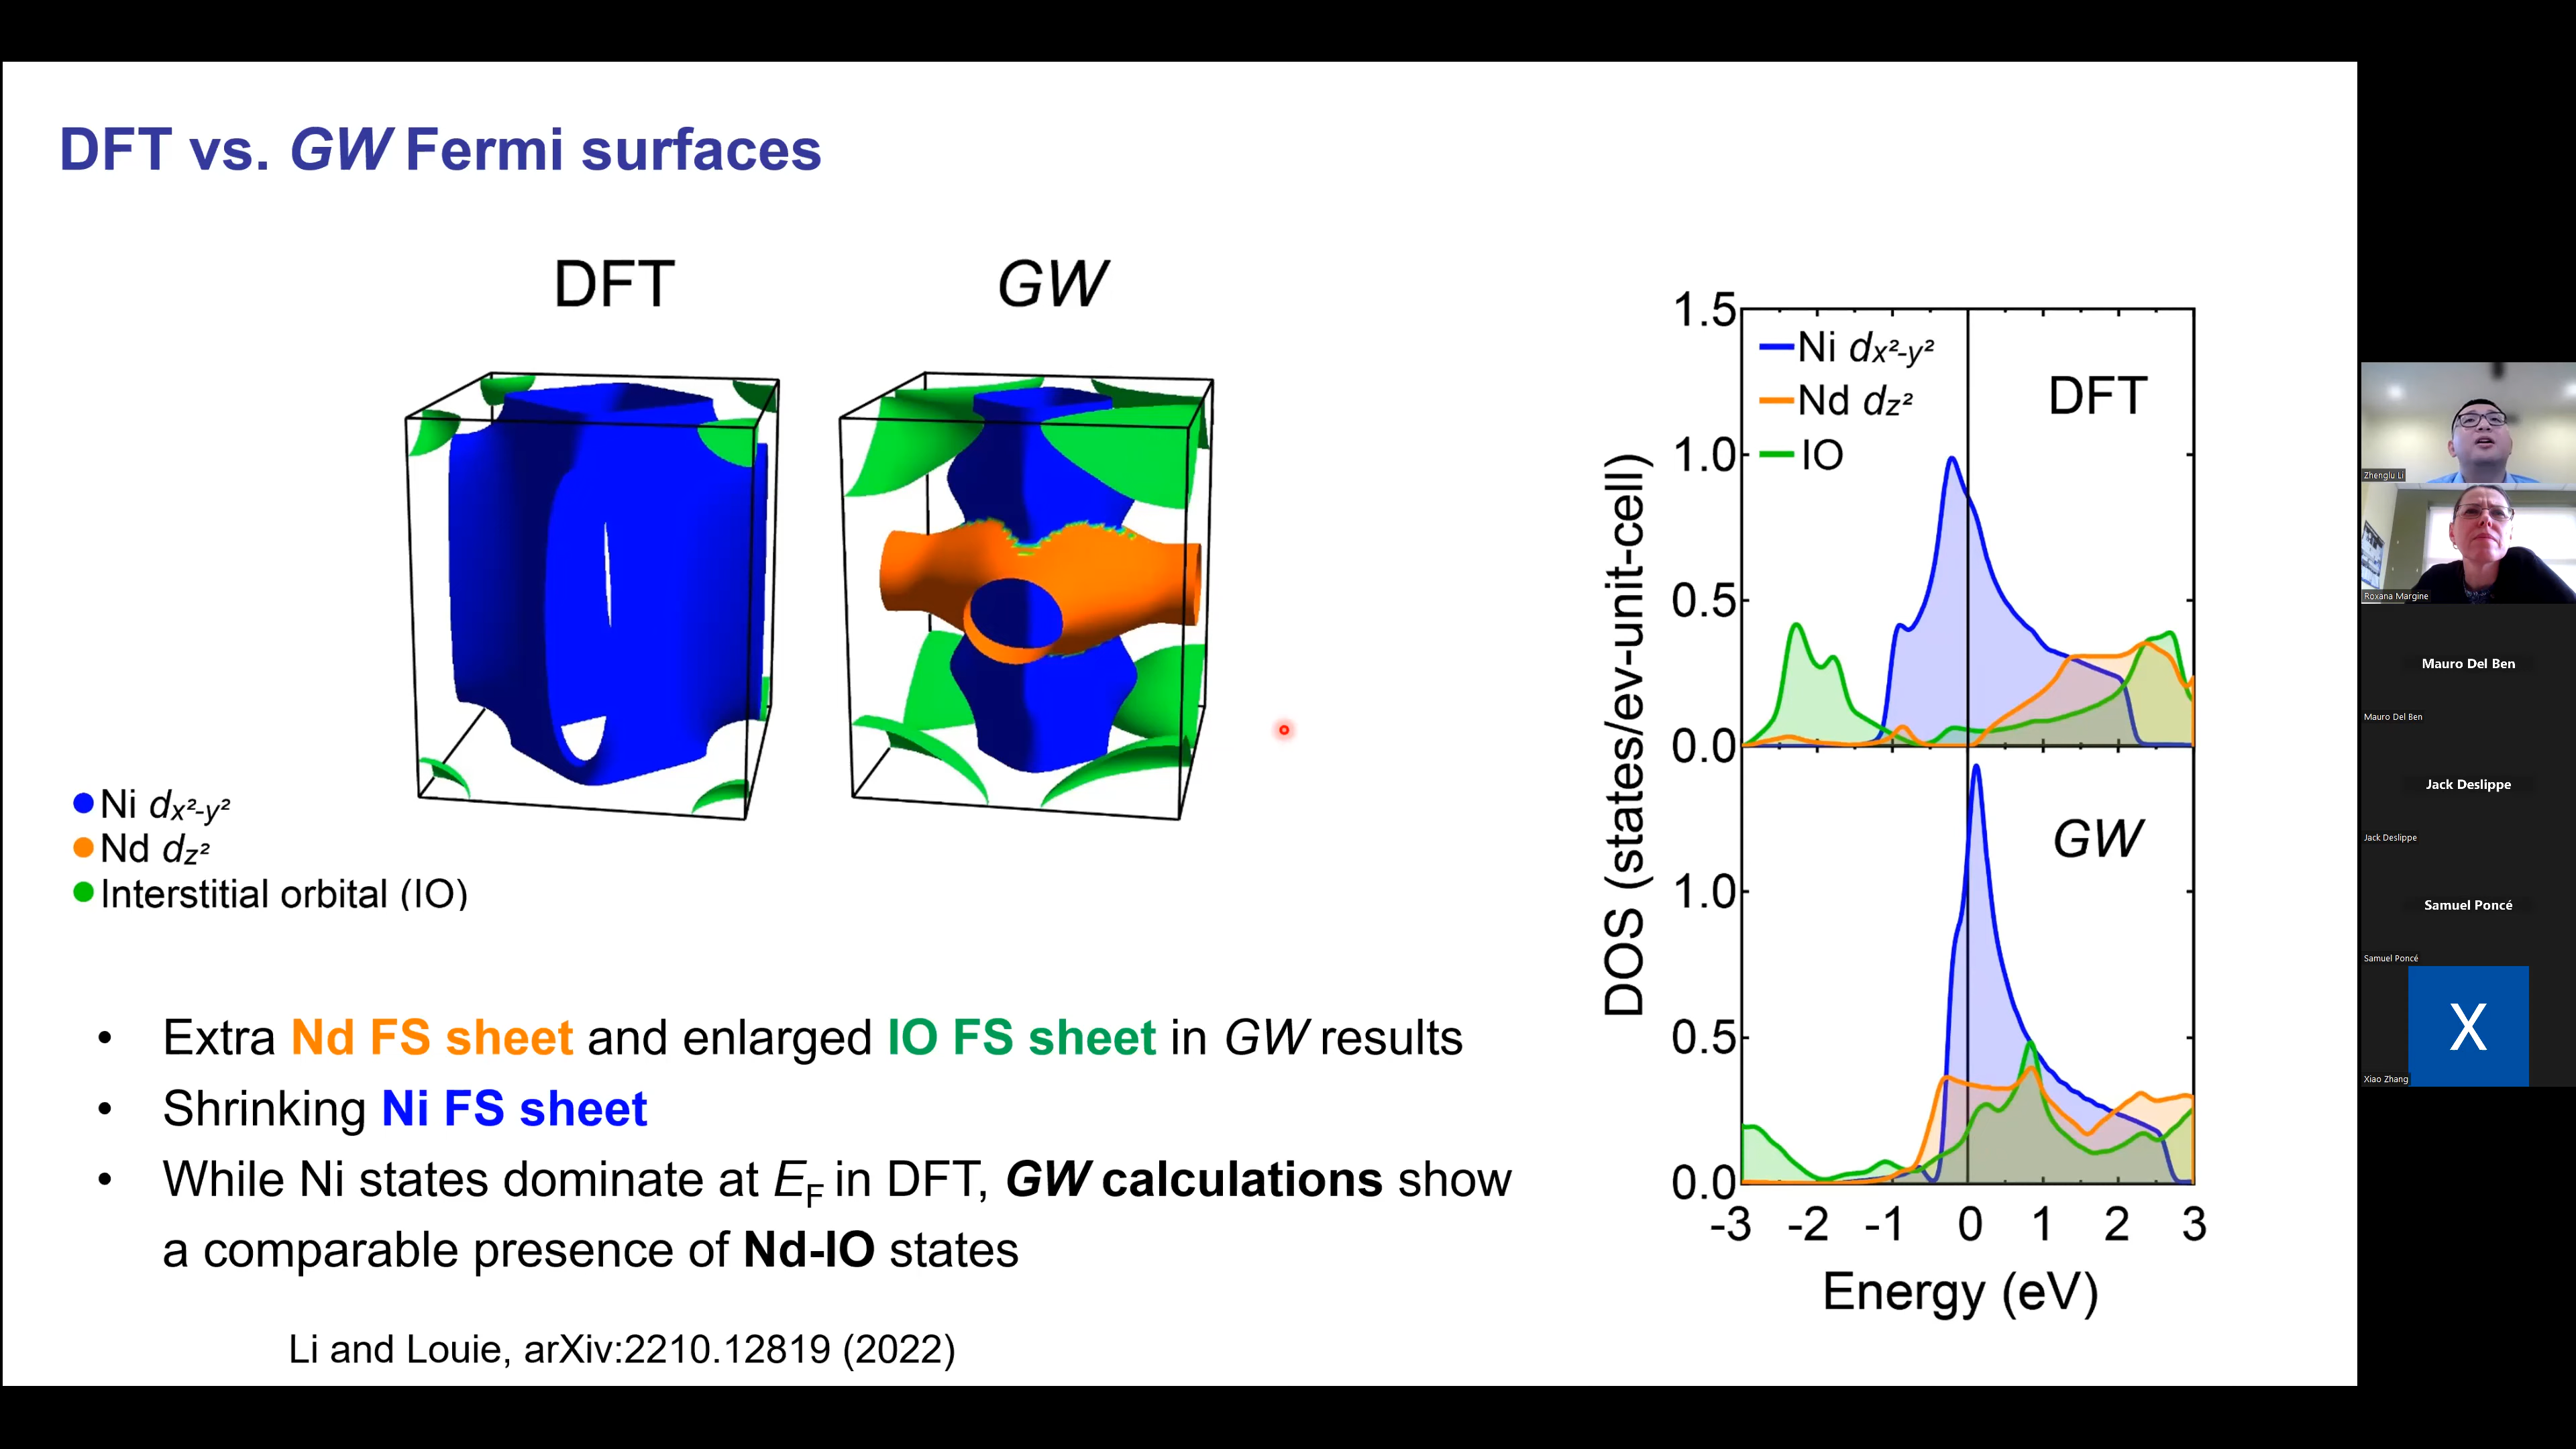 DFT vs. GW Fermi surfaces
DFT
GW
Ni dx²-y²
Nd dz²
Interstitial orbital (IO)
• Extra Nd FS sheet and enlarged IO FS sheet in GW results
• Shrinking Ni FS sheet
• While Ni states dominate at EF in DFT, GW calculations show
a comparable presence of Nd-IO states
Li and Louie, arXiv:2210.12819 (2022)
DOS (states/ev-unit-cell)
1.5
1.0
0.5
0.0
Ni dx²-y²
Nd dz²
IO
DFT
1.0
0.5
0.0
GW
-3 -2 -1 0 1 2 3
Energy (eV)
Zhenglu Li
Roxana Margine
Mauro Del Ben
Mauro Del Ben
Jack Deslippe
Jack Deslippe
Samuel Poncé
Samuel Poncé
X
Xiao Zhang